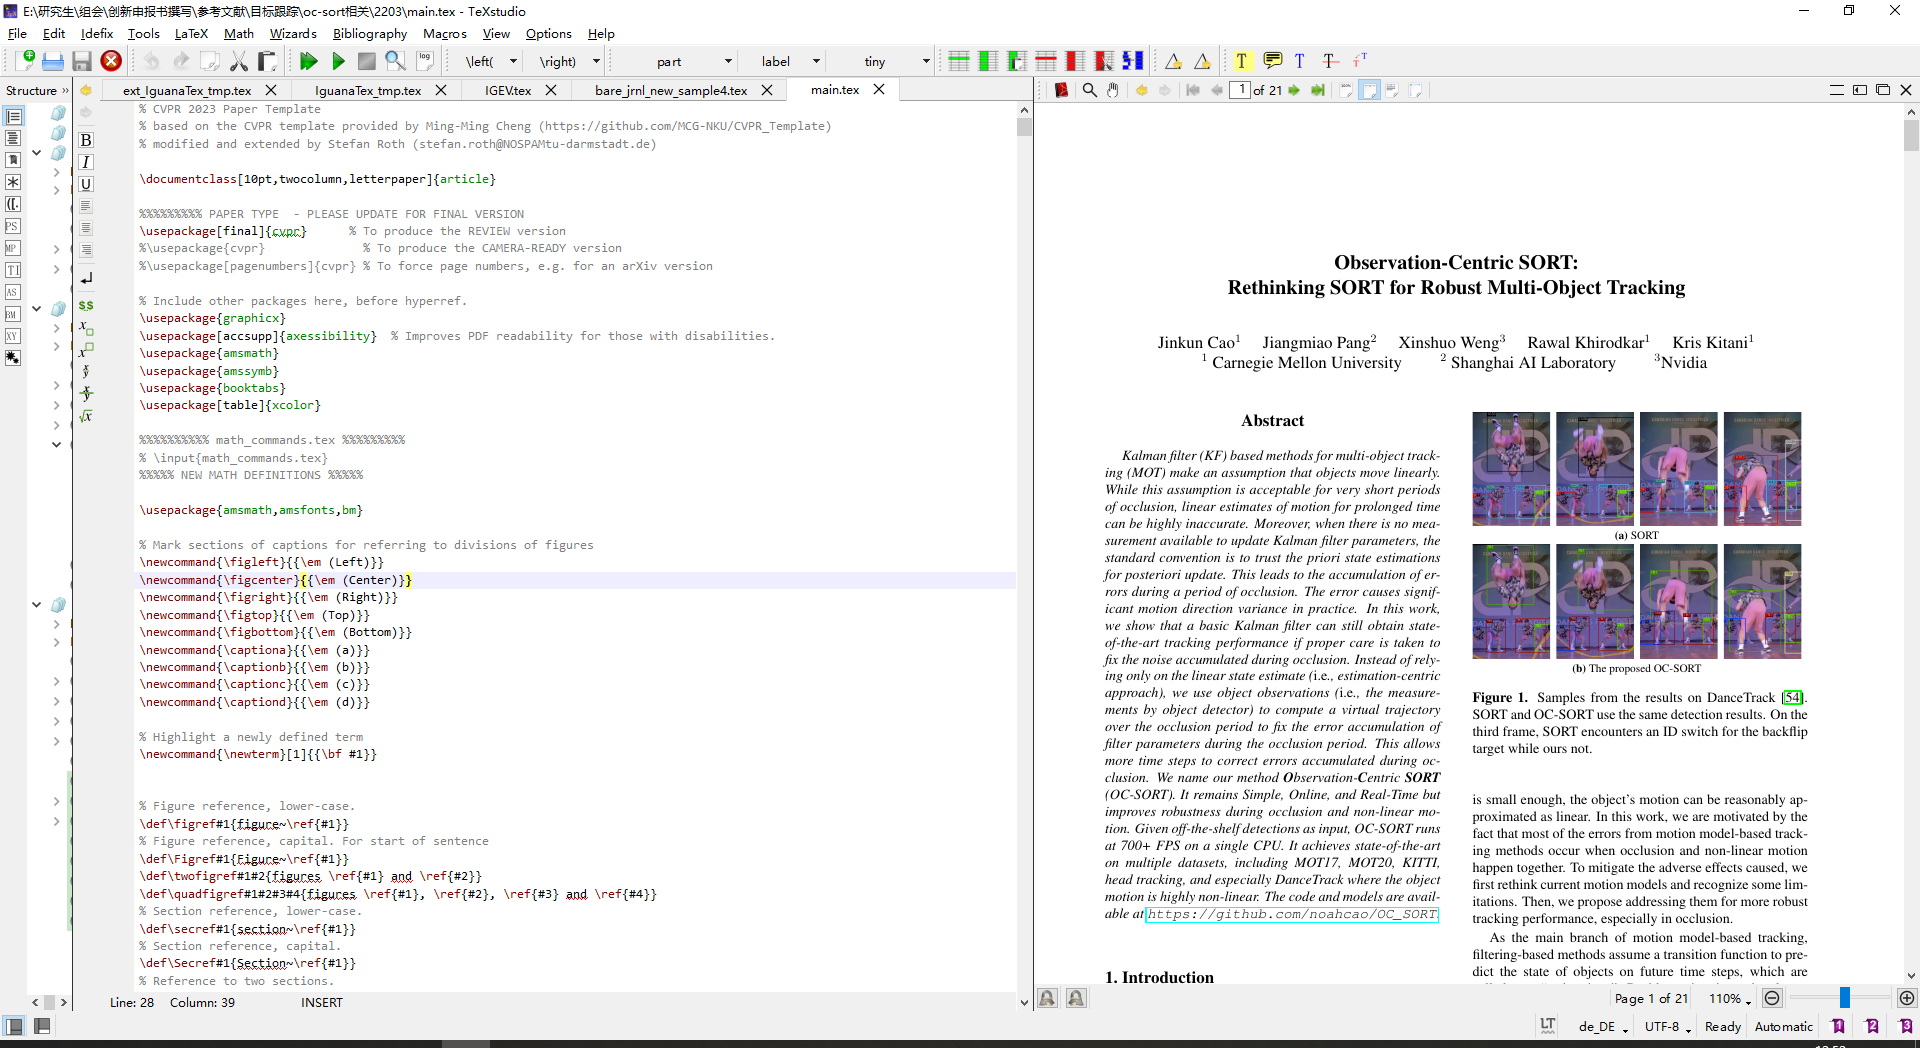 E:\研究生\组会\创新申报书撰写\参考文献\目标跟踪\oc-sort相关\2203\main.tex - TeXstudio
File Edit Idefix Tools LaTeX Math Wizards Bibliography Macros View Options Help
\left( \right) part label tiny
Structure
ext_IguanaTex_tmp.tex IguanaTex_tmp.tex IGEV.tex bare_jrnl_new_sample4.tex main.tex
1 of 21
% CVPR 2023 Paper Template
% based on the CVPR template provided by Ming-Ming Cheng (https://github.com/MCG-NKU/CVPR_Template)
% modified and extended by Stefan Roth (stefan.roth@NOSPAMtu-darmstadt.de)
\documentclass[10pt,twocolumn,letterpaper]{article}
%%%%%%%%% PAPER TYPE  - PLEASE UPDATE FOR FINAL VERSION
\usepackage[final]{cvpr}      % To produce the REVIEW version
%\usepackage{cvpr}              % To produce the CAMERA-READY version
%\usepackage[pagenumbers]{cvpr} % To force page numbers, e.g. for an arXiv version
% Include other packages here, before hyperref.
\usepackage{graphicx}
\usepackage[accsupp]{axessibility}  % Improves PDF readability for those with disabilities.
\usepackage{amsmath}
\usepackage{amssymb}
\usepackage{booktabs}
\usepackage[table]{xcolor}
%%%%%%%%%% math_commands.tex %%%%%%%%%
% \input{math_commands.tex}
%%%%% NEW MATH DEFINITIONS %%%%%
\usepackage{amsmath,amsfonts,bm}
% Mark sections of captions for referring to divisions of figures
\newcommand{\figleft}{{\em (Left)}}
\newcommand{\figcenter}{{\em (Center)}}
\newcommand{\figright}{{\em (Right)}}
\newcommand{\figtop}{{\em (Top)}}
\newcommand{\figbottom}{{\em (Bottom)}}
\newcommand{\captiona}{{\em (a)}}
\newcommand{\captionb}{{\em (b)}}
\newcommand{\captionc}{{\em (c)}}
\newcommand{\captiond}{{\em (d)}}
% Highlight a newly defined term
\newcommand{\newterm}[1]{{\bf #1}}
% Figure reference, lower-case.
\def\figref#1{figure~\ref{#1}}
% Figure reference, capital. For start of sentence
\def\Figref#1{Figure~\ref{#1}}
\def\twofigref#1#2{figures \ref{#1} and \ref{#2}}
\def\quadfigref#1#2#3#4{figures \ref{#1}, \ref{#2}, \ref{#3} and \ref{#4}}
% Section reference, lower-case.
\def\secref#1{section~\ref{#1}}
% Section reference, capital.
\def\Secref#1{Section~\ref{#1}}
% Reference to two sections.
Line: 28 Column: 39 INSERT
Observation-Centric SORT:
Rethinking SORT for Robust Multi-Object Tracking
Jinkun Cao1 Jiangmiao Pang2 Xinshuo Weng3 Rawal Khirodkar1 Kris Kitani1
1 Carnegie Mellon University 2 Shanghai AI Laboratory 3Nvidia
Abstract
Kalman filter (KF) based methods for multi-object track-
ing (MOT) make an assumption that objects move linearly.
While this assumption is acceptable for very short periods
of occlusion, linear estimates of motion for prolonged time
can be highly inaccurate. Moreover, when there is no mea-
surement available to update Kalman filter parameters, the
standard convention is to trust the priori state estimations
for posteriori update. This leads to the accumulation of er-
rors during a period of occlusion. The error causes signif-
icant motion direction variance in practice. In this work,
we show that a basic Kalman filter can still obtain state-
of-the-art tracking performance if proper care is taken to
fix the noise accumulated during occlusion. Instead of rely-
ing only on the linear state estimate (i.e., estimation-centric
approach), we use object observations (i.e., the measure-
ments by object detector) to compute a virtual trajectory
over the occlusion period to fix the error accumulation of
filter parameters during the occlusion period. This allows
more time steps to correct errors accumulated during oc-
clusion. We name our method Observation-Centric SORT
(OC-SORT). It remains Simple, Online, and Real-Time but
improves robustness during occlusion and non-linear mo-
tion. Given off-the-shelf detections as input, OC-SORT runs
at 700+ FPS on a single CPU. It achieves state-of-the-art
on multiple datasets, including MOT17, MOT20, KITTI,
head tracking, and especially DanceTrack where the object
motion is highly non-linear. The code and models are avail-
able at https://github.com/noahcao/OC_SORT.
1. Introduction
(a) SORT
(b) The proposed OC-SORT
Figure 1. Samples from the results on DanceTrack [54].
SORT and OC-SORT use the same detection results. On the
third frame, SORT encounters an ID switch for the backflip
target while ours not.
is small enough, the object's motion can be reasonably ap-
proximated as linear. In this work, we are motivated by the
fact that most of the errors from motion model-based track-
ing methods occur when occlusion and non-linear motion
happen together. To mitigate the adverse effects caused, we
first rethink current motion models and recognize some lim-
itations. Then, we propose addressing them for more robust
tracking performance, especially in occlusion.
As the main branch of motion model-based tracking,
filtering-based methods assume a transition function to pre-
dict the state of objects on future time steps, which are
Page 1 of 21 110%
de_DE UTF-8 Ready Automatic 1 2 3